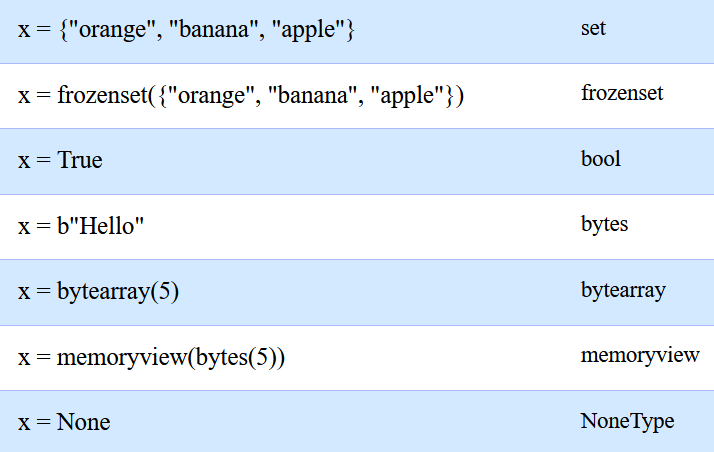 x = {"orange", "banana", "apple"} set
x = frozenset({"orange", "banana", "apple"}) frozenset
x = True bool
x = b"Hello" bytes
x = bytearray(5) bytearray
x = memoryview(bytes(5)) memoryview
x = None NoneType